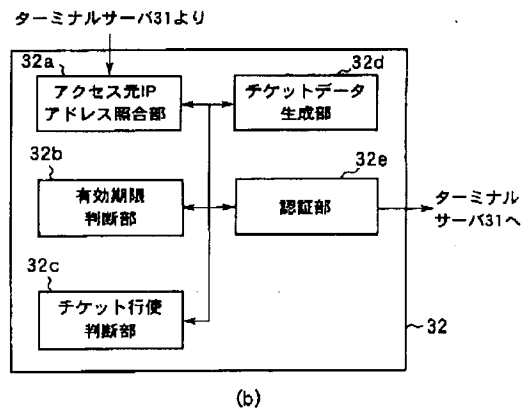 ターミナルサーバ31より
32a
アクセス元IP
アドレス照合部
32d
チケットデータ
生成部
32b
有効期限
判断部
32e
認証部
ターミナル
サーバ31へ
32c
チケット行使
判断部
32
(b)